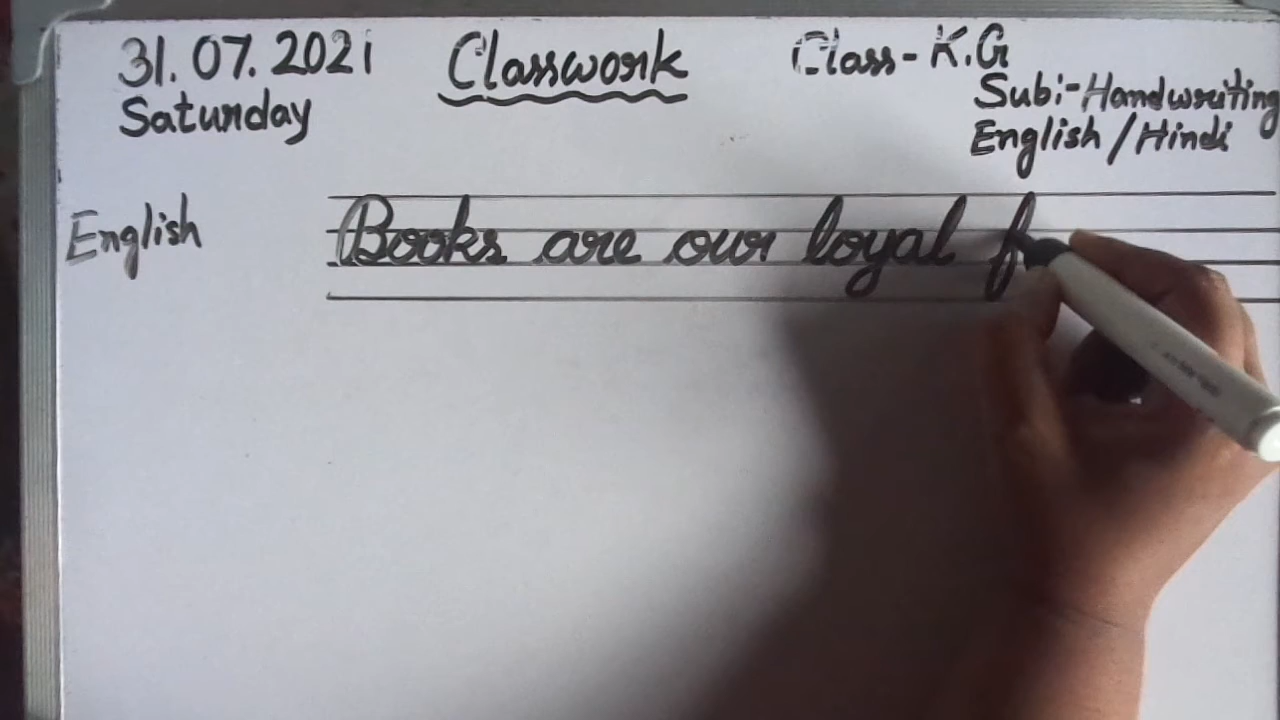 31.07.2021 Classwork Class-K.G
Saturday Sub:-Handwriting
English/Hindi
English Books are our loyal f